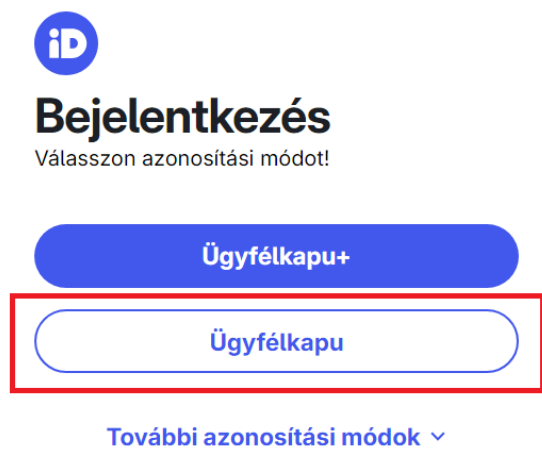 iD
Bejelentkezés
Válasszon azonosítási módot!
Ügyfélkapu+
Ügyfélkapu
További azonosítási módok